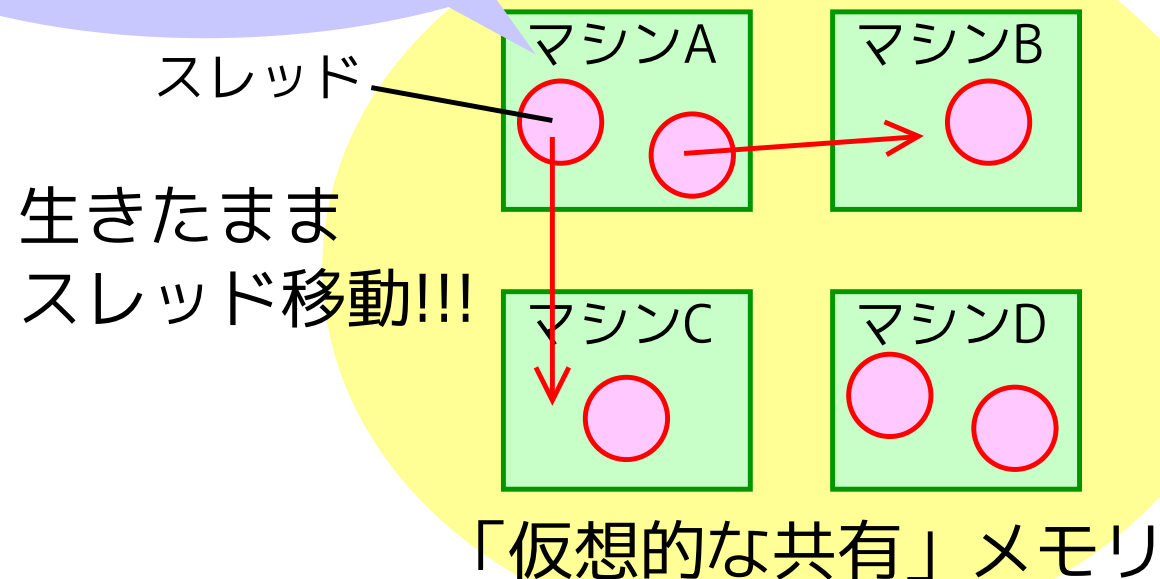 マシンA
マシンB
スレッド
生きたまま
スレッド移動!!!
マシンC
マシンD
「仮想的な共有」メモリ